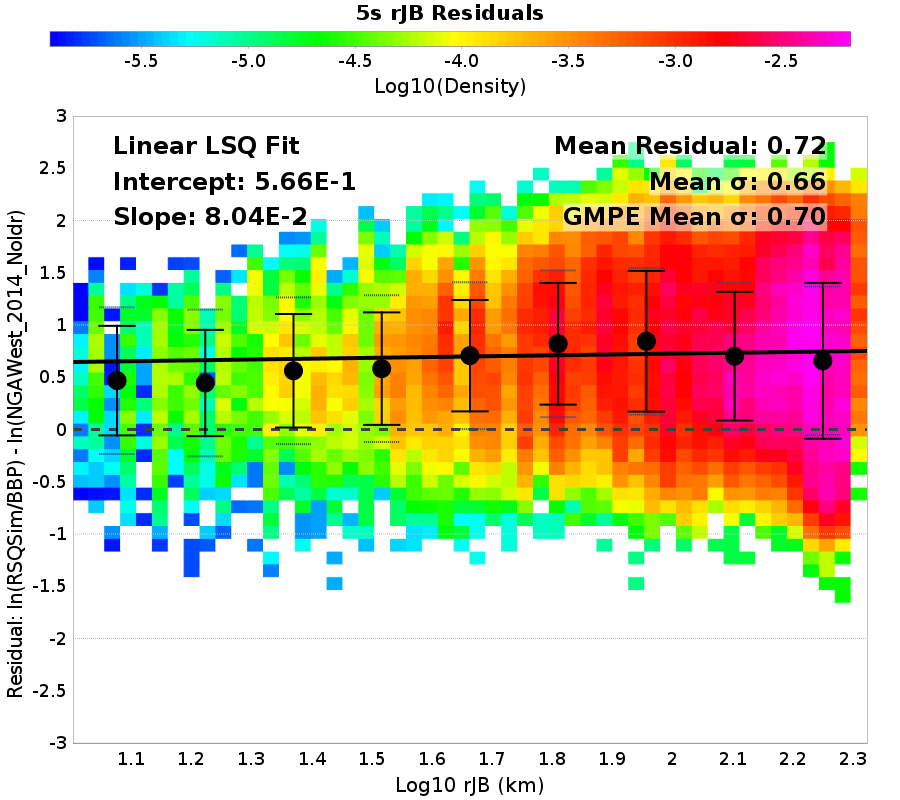 5s rJB Residuals
-5.5 -5.0 -4.5 -4.0 -3.5 -3.0 -2.5
Log10(Density)
Linear LSQ Fit
Intercept: 5.66E-1
Slope: 8.04E-2
Mean Residual: 0.72
Mean σ: 0.66
GMPE Mean σ: 0.70
Residual: ln(RSQSim/BBP) - ln(NGAWest_2014_NoIdr)
3
2.5
2
1.5
1
0.5
0
-0.5
-1
-1.5
-2
-2.5
-3
1.1 1.2 1.3 1.4 1.5 1.6 1.7 1.8 1.9 2 2.1 2.2 2.3
Log10 rJB (km)